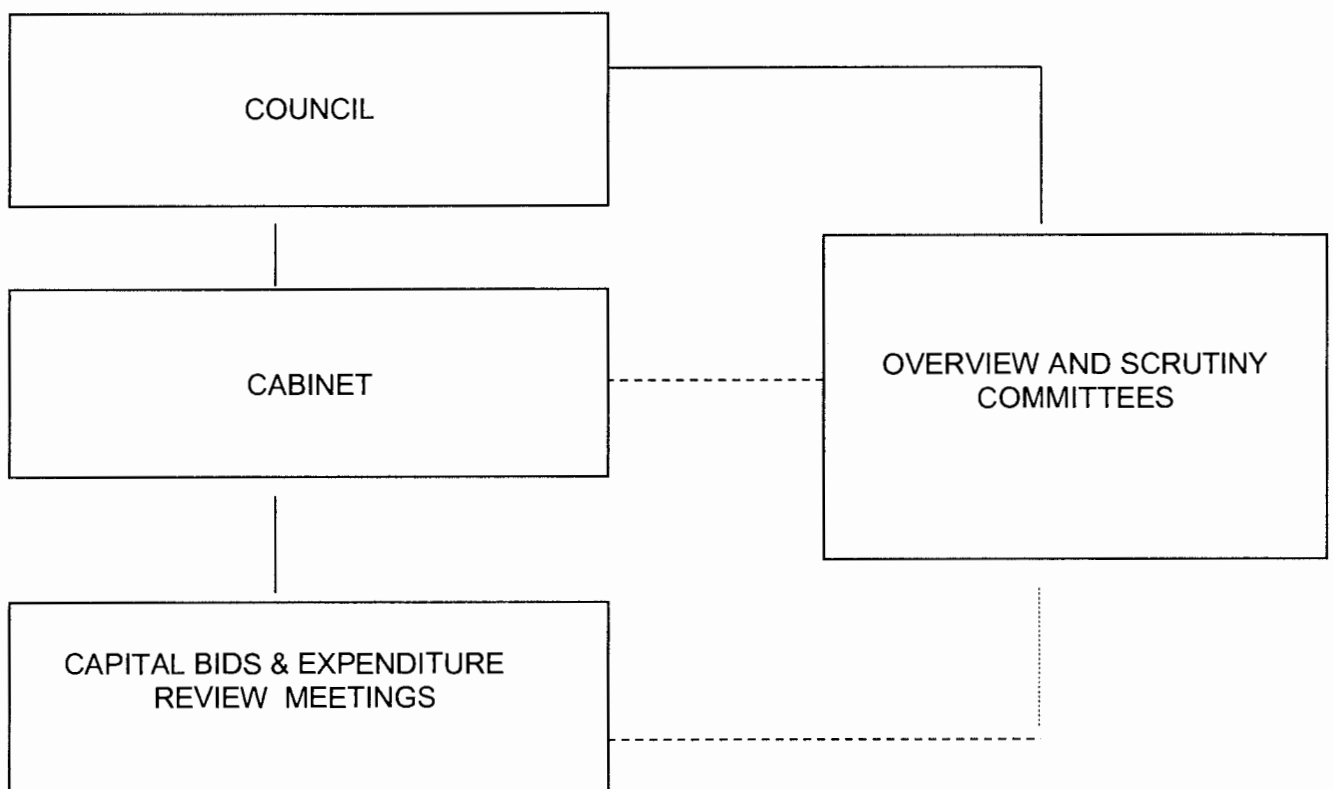 COUNCIL
CABINET
OVERVIEW AND SCRUTINY
COMMITTEES
CAPITAL BIDS & EXPENDITURE
REVIEW MEETINGS